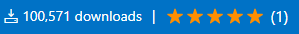 100,571 downloads | ★★★★★ (1)